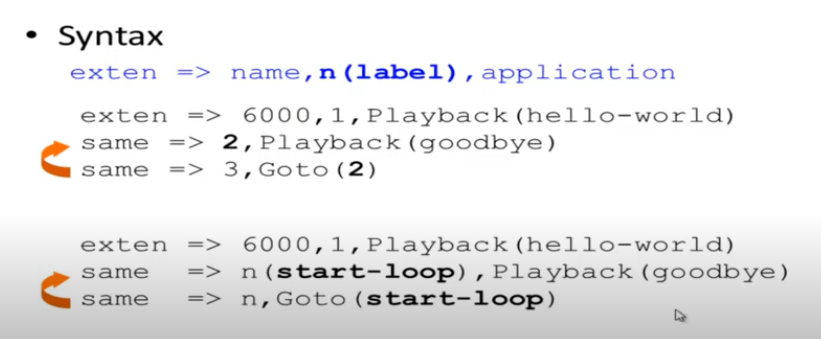 • Syntax
exten => name,n(label),application
exten => 6000,1,Playback(hello-world)
same => 2,Playback(goodbye)
same => 3,Goto(2)
exten => 6000,1,Playback(hello-world)
same => n(start-loop),Playback(goodbye)
same => n,Goto(start-loop)